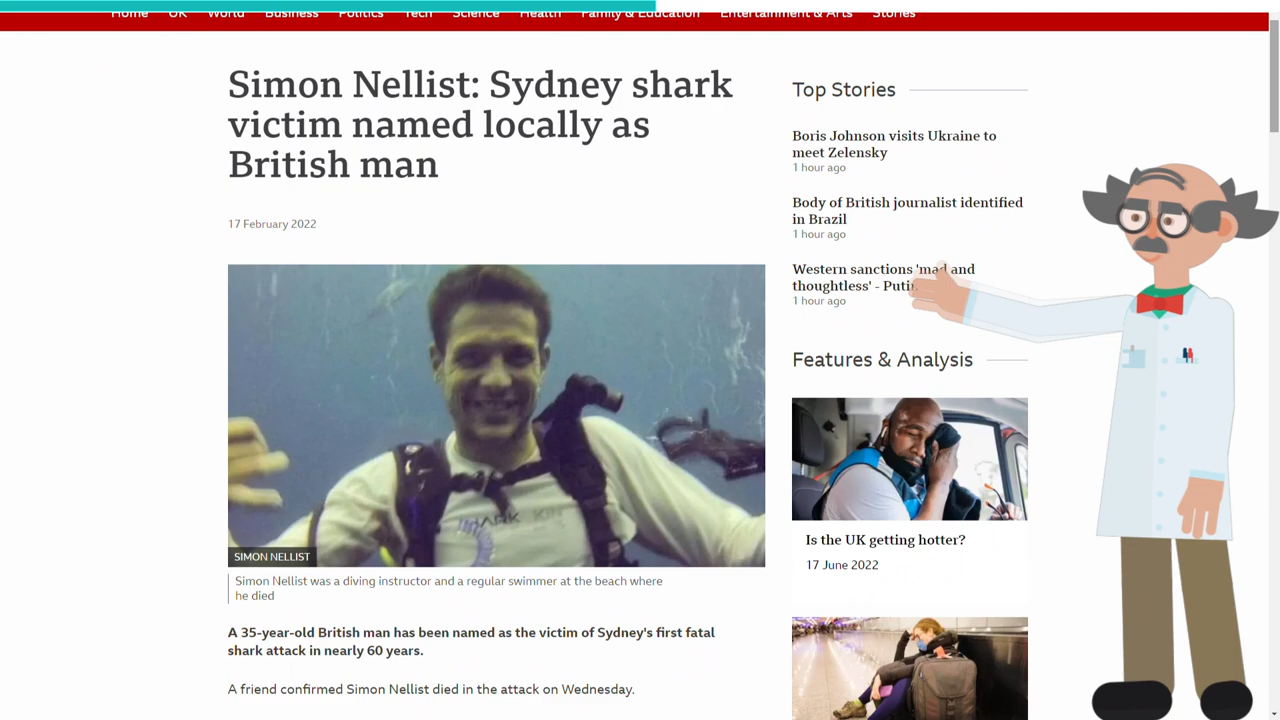 Home UK World Business Politics Tech Science Health Family & Education Entertainment & Arts Stories
Simon Nellist: Sydney shark
victim named locally as
British man
17 February 2022
SIMON NELLIST
Simon Nellist was a diving instructor and a regular swimmer at the beach where
he died
A 35-year-old British man has been named as the victim of Sydney's first fatal
shark attack in nearly 60 years.
A friend confirmed Simon Nellist died in the attack on Wednesday.
Top Stories
Boris Johnson visits Ukraine to
meet Zelensky
1 hour ago
Body of British journalist identified
in Brazil
1 hour ago
Western sanctions 'mad and
thoughtless' - Putin
1 hour ago
Features & Analysis
Is the UK getting hotter?
17 June 2022